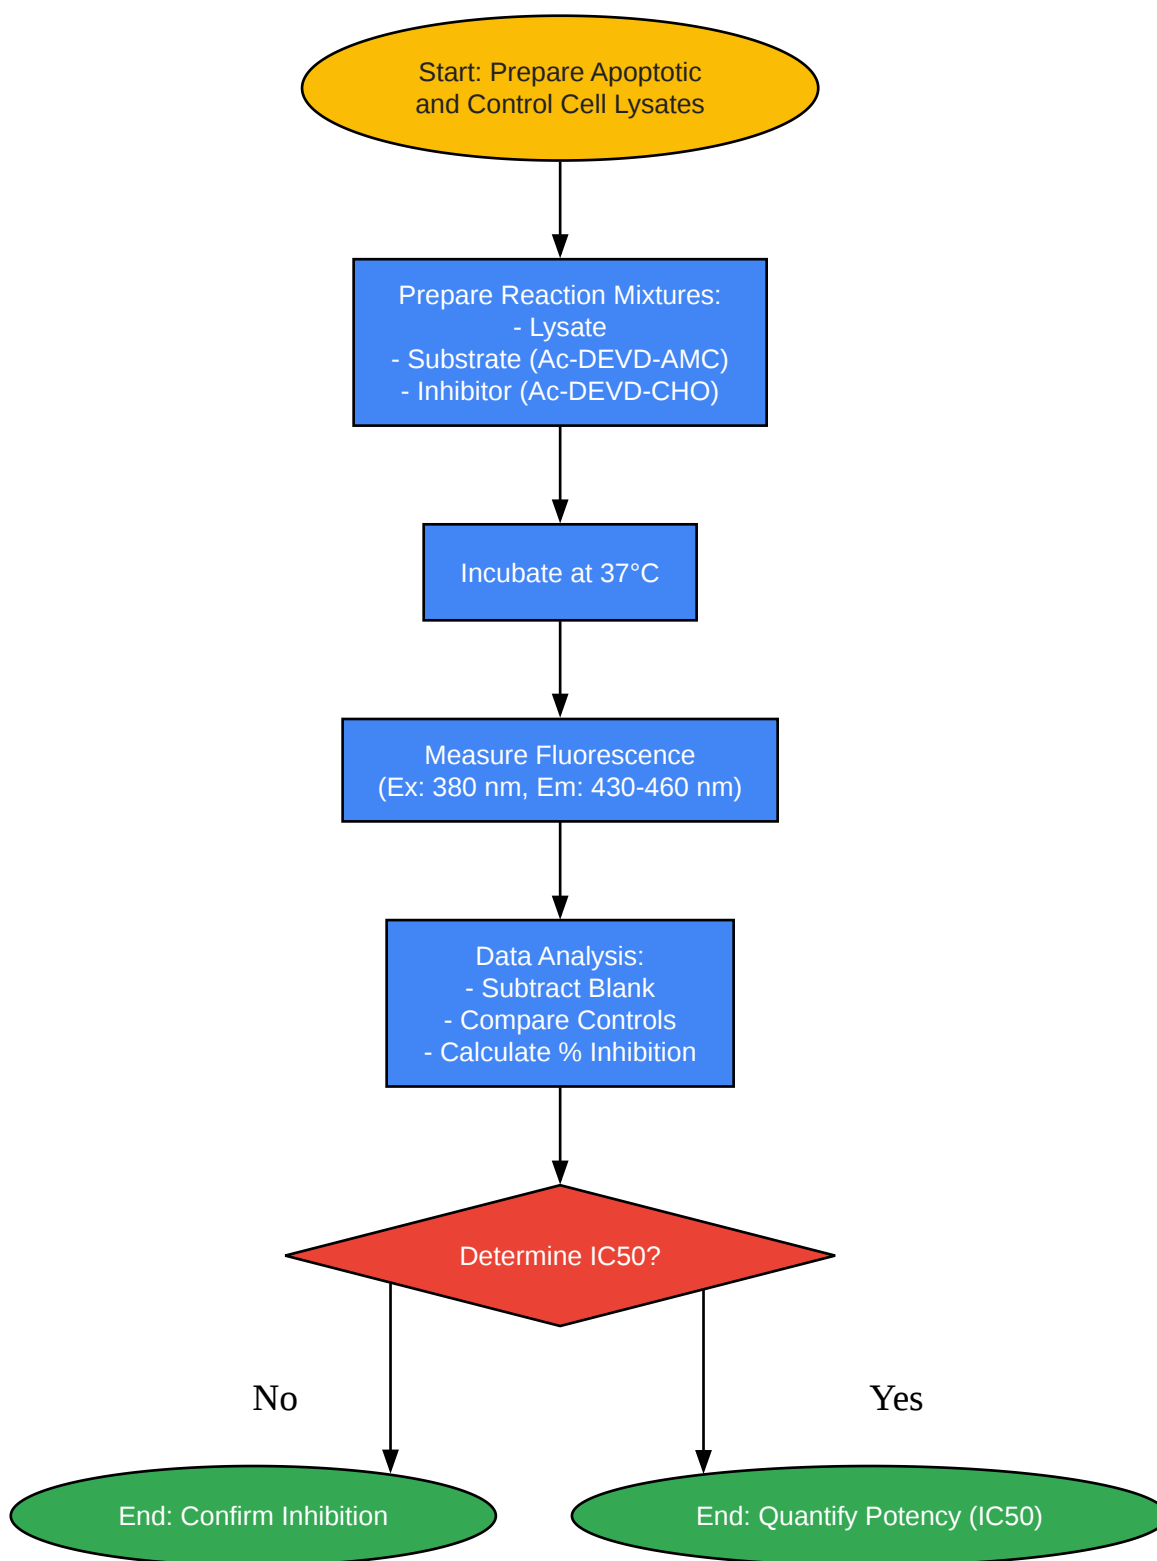 Start: Prepare Apoptotic
and Control Cell Lysates
Prepare Reaction Mixtures:
- Lysate
- Substrate (Ac-DEVD-AMC)
- Inhibitor (Ac-DEVD-CHO)
Incubate at 37°C
Measure Fluorescence
(Ex: 380 nm, Em: 430-460 nm)
Data Analysis:
- Subtract Blank
- Compare Controls
- Calculate % Inhibition
Determine IC50?
No
Yes
End: Confirm Inhibition
End: Quantify Potency (IC50)